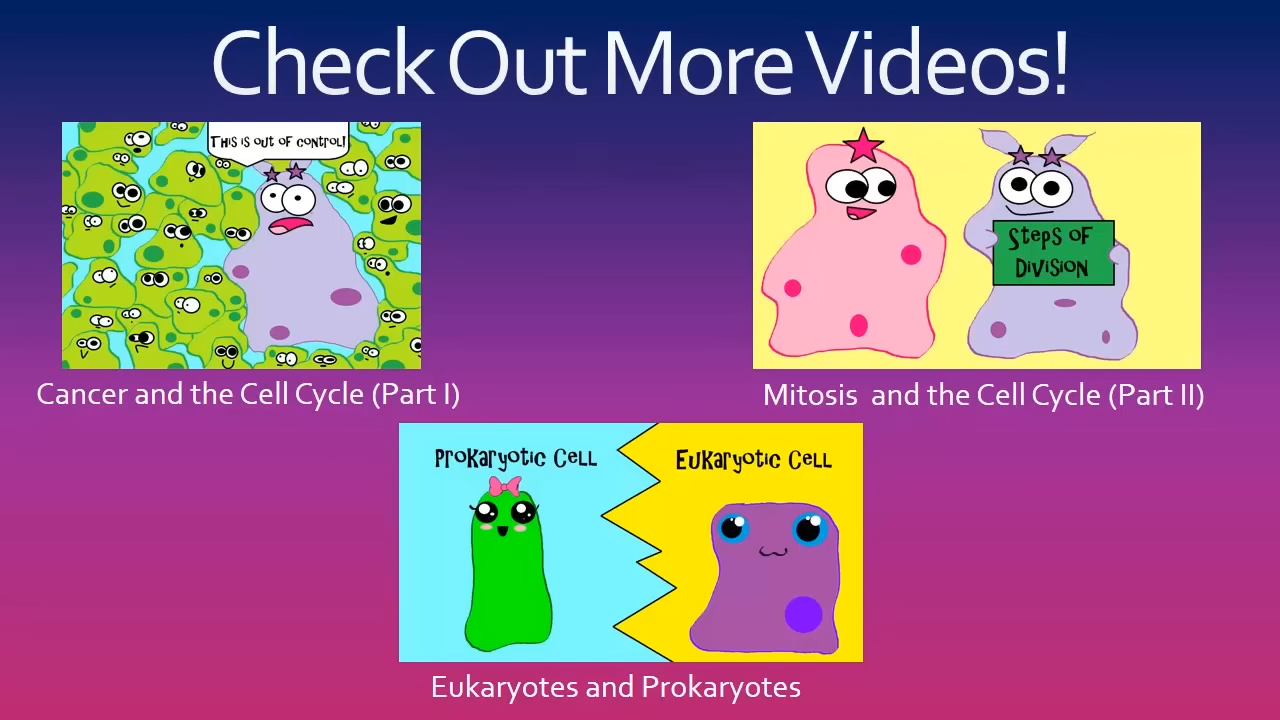 Check Out More Videos!
This is out of control!
Steps of
Division
Cancer and the Cell Cycle (Part I)
Mitosis  and the Cell Cycle (Part II)
Prokaryotic Cell
Eukaryotic Cell
Eukaryotes and Prokaryotes